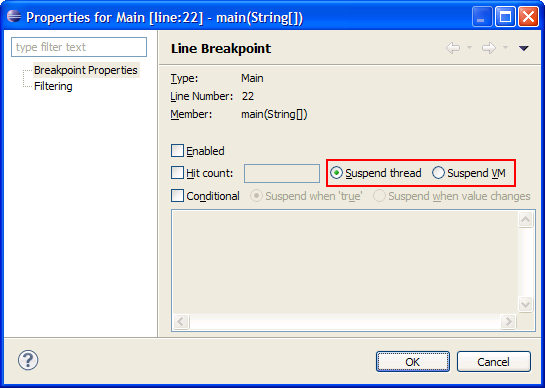 Properties for Main [line:22] - main(String[])
type filter text
Breakpoint Properties
Filtering
Line Breakpoint
Type: Main
Line Number: 22
Member: main(String[])
Enabled
Hit count: Suspend thread Suspend VM
Conditional Suspend when 'true' Suspend when value changes
?
OK Cancel